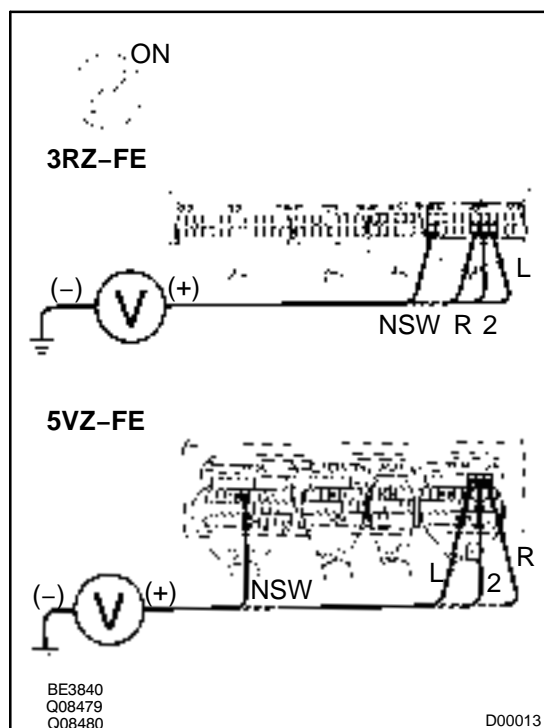 ON
3RZ−FE
(−) V (+)
L
NSW R 2
5VZ−FE
(−) V (+)
NSW L 2 R
BE3840
Q08479
Q08480
D00013